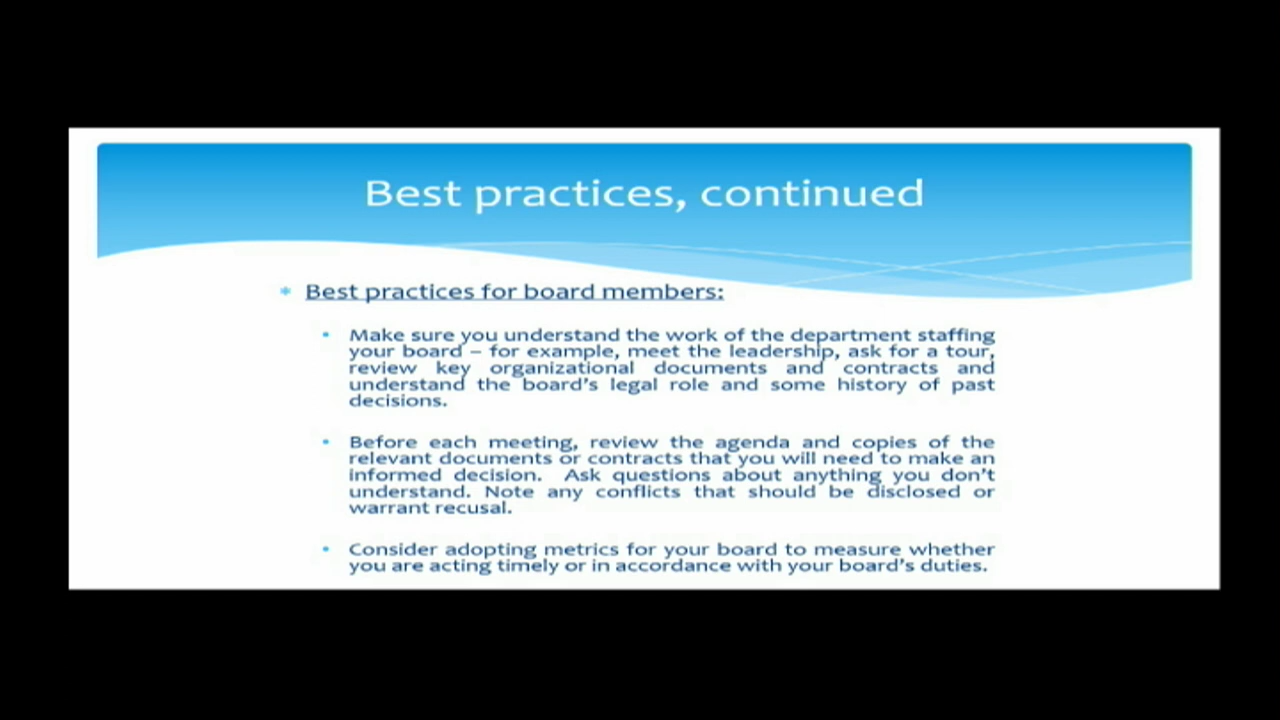 Best practices, continued
* Best practices for board members:
• Make sure you understand the work of the department staffing
your board – for example, meet the leadership, ask for a tour,
review key organizational documents and contracts and
understand the board's legal role and some history of past
decisions.
• Before each meeting, review the agenda and copies of the
relevant documents or contracts that you will need to make an
informed decision. Ask questions about anything you don't
understand. Note any conflicts that should be disclosed or
warrant recusal.
• Consider adopting metrics for your board to measure whether
you are acting timely or in accordance with your board's duties.